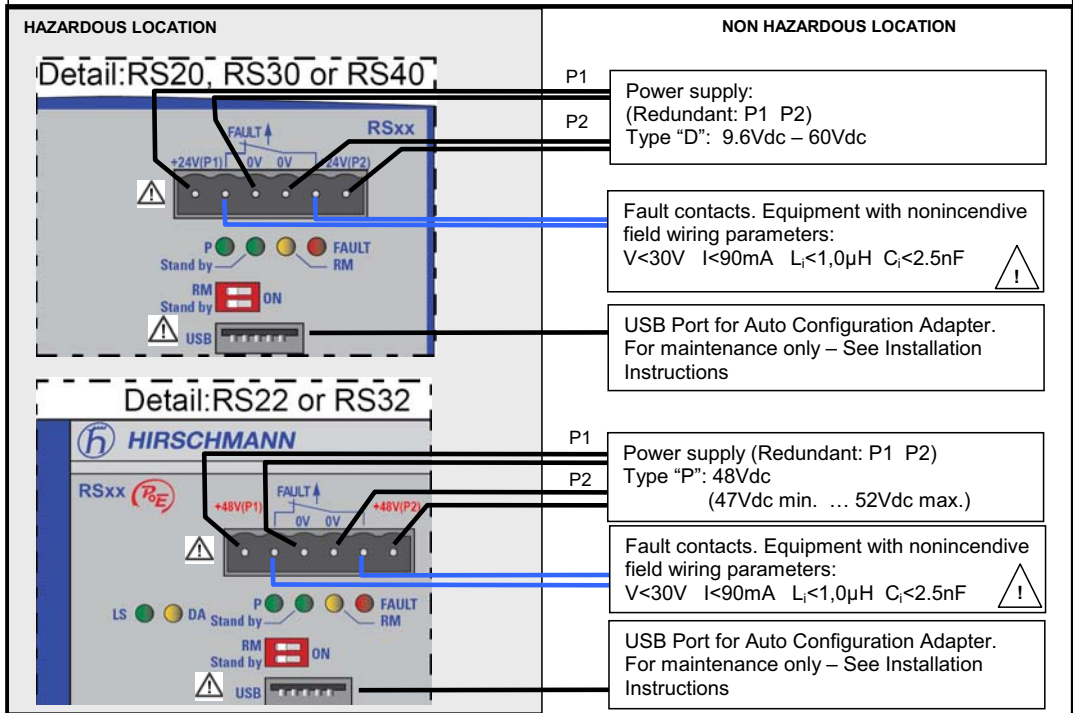 HAZARDOUS LOCATION
NON HAZARDOUS LOCATION
Detail:RS20, RS30 or RS40
P1
P2
Power supply:
(Redundant: P1 P2)
Type “D”: 9.6Vdc – 60Vdc
FAULT
RSxx
+24V(P1)
0V 0V
+24V(P2)
!
Fault contacts. Equipment with nonincendive
field wiring parameters:
V<30V I<90mA Li<1,0µH Ci<2.5nF
!
P
FAULT
Stand by
RM
RM
ON
Stand by
!
USB
USB Port for Auto Configuration Adapter.
For maintenance only – See Installation
Instructions
Detail:RS22 or RS32
HIRSCHMANN
P1
P2
Power supply (Redundant: P1 P2)
Type “P”: 48Vdc
(47Vdc min. … 52Vdc max.)
RSxx PoE
FAULT
+48V(P1)
0V 0V
+48V(P2)
!
Fault contacts. Equipment with nonincendive
field wiring parameters:
V<30V I<90mA Li<1,0µH Ci<2.5nF
!
LS DA
P
FAULT
Stand by
RM
RM
ON
Stand by
!
USB
USB Port for Auto Configuration Adapter.
For maintenance only – See Installation
Instructions